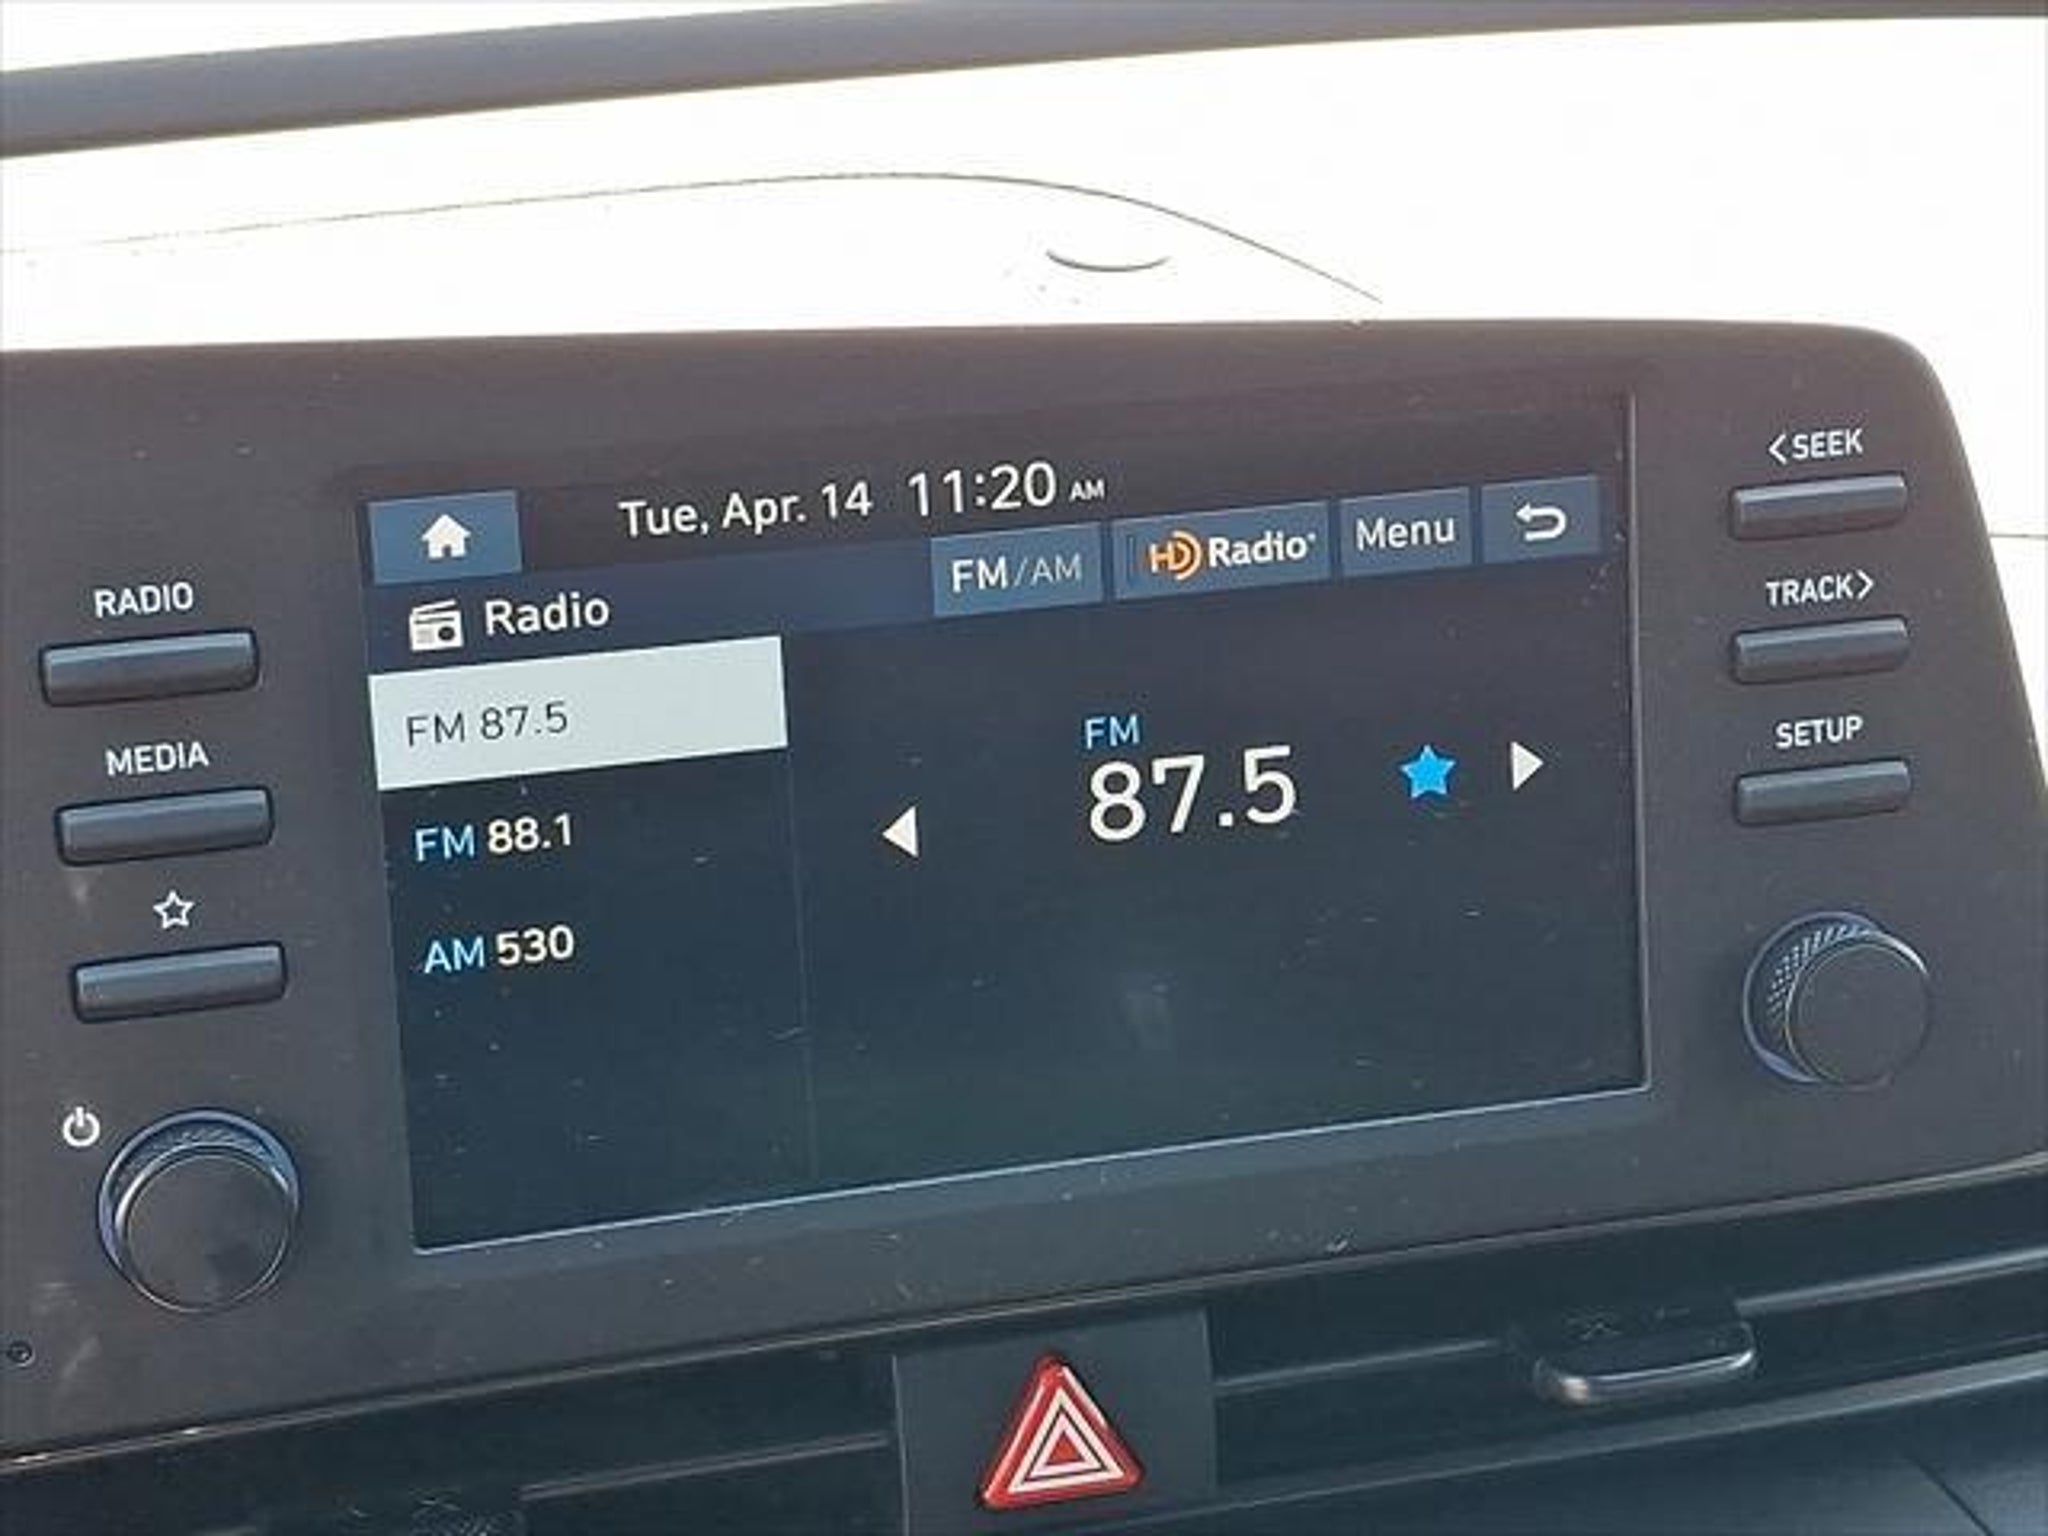 Tue, Apr. 14 11:20 AM
FM/AM HD Radio Menu
Radio
FM 87.5
FM 88.1
AM 530
FM
87.5
RADIO
MEDIA
<SEEK
TRACK>
SETUP